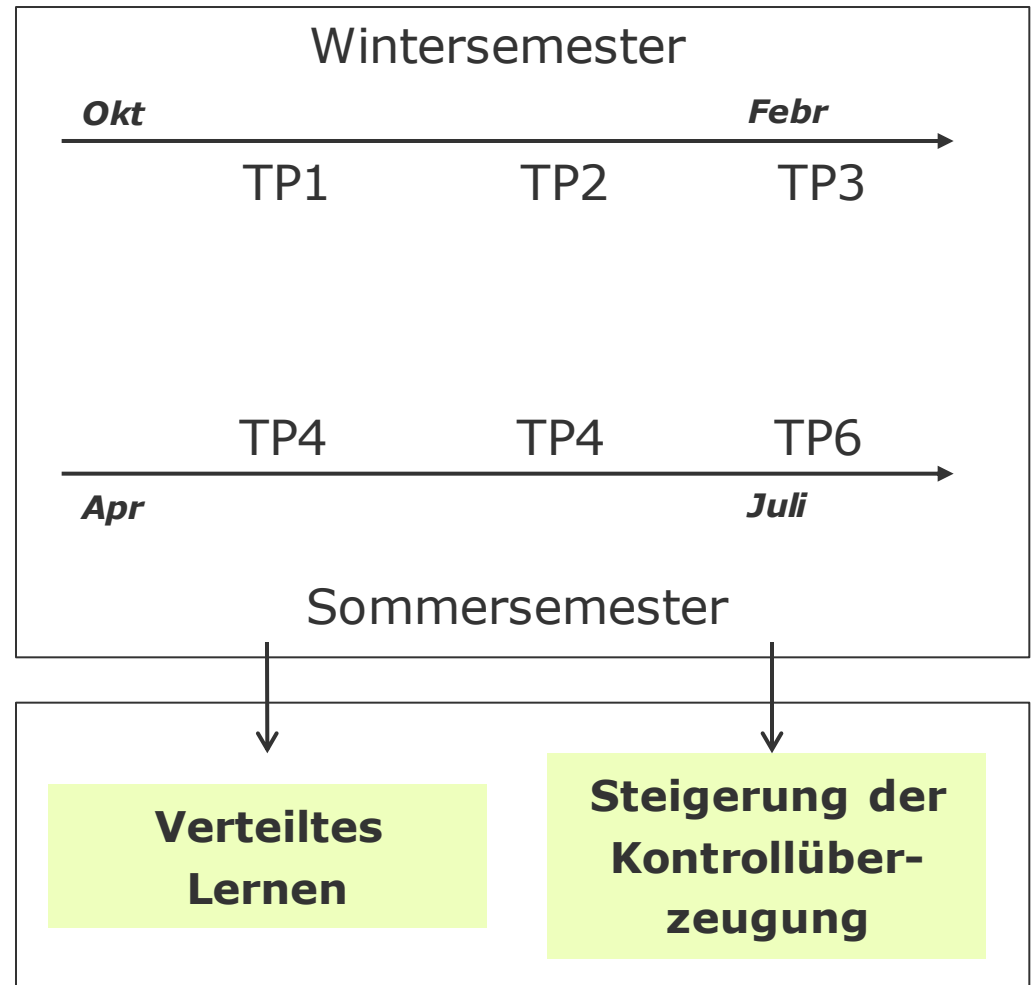 Wintersemester
Okt Febr
TP1 TP2 TP3
TP4 TP4 TP6
Apr Juli
Sommersemester
Verteiltes
Lernen
Steigerung der
Kontrollüber-
zeugung